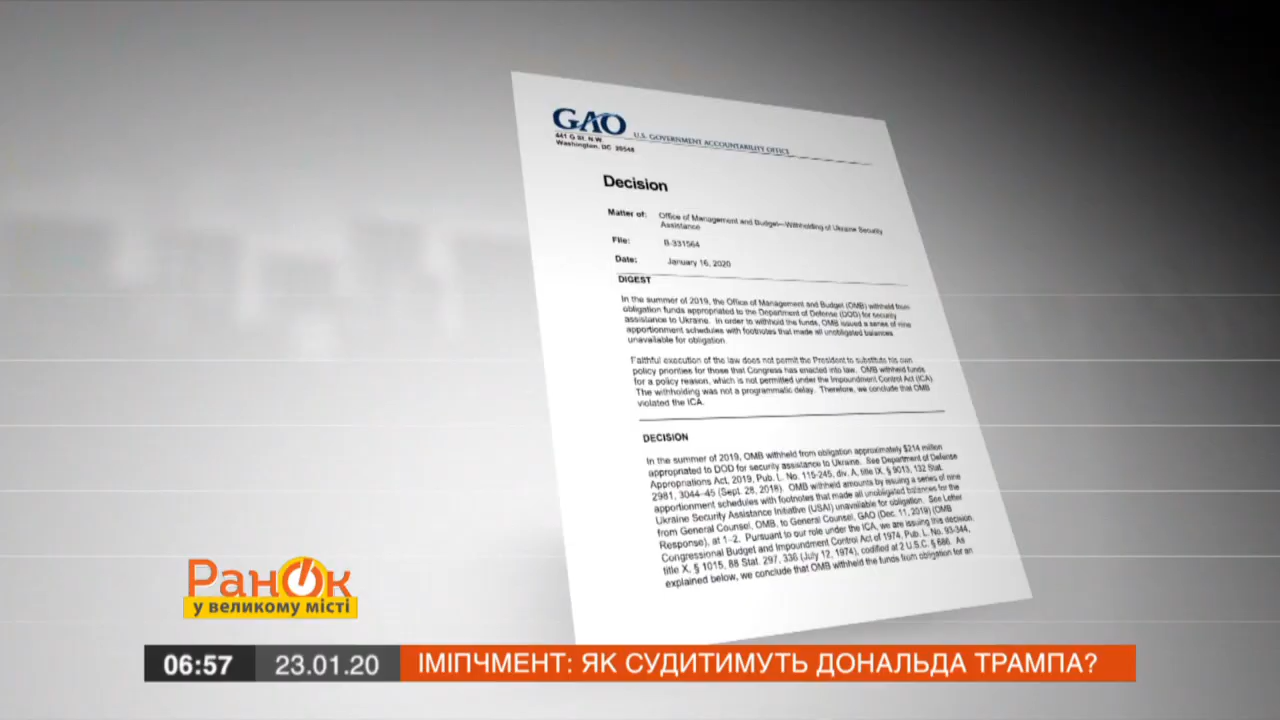 GAO
U.S. GOVERNMENT ACCOUNTABILITY OFFICE
441 G St. N.W.
Washington, DC 20548
Decision
Matter of: Office of Management and Budget—Withholding of Ukraine Security
Assistance
File: B-331564
Date: January 16, 2020
DIGEST
In the summer of 2019, the Office of Management and Budget (OMB) withheld from
obligation funds appropriated to the Department of Defense (DOD) for security
assistance to Ukraine. In order to withhold the funds, OMB issued a series of nine
apportionment schedules with footnotes that made all unobligated balances
unavailable for obligation.
Faithful execution of the law does not permit the President to substitute his own
policy priorities for those that Congress has enacted into law. OMB withheld funds
for a policy reason, which is not permitted under the Impoundment Control Act (ICA).
The withholding was not a programmatic delay. Therefore, we conclude that OMB
violated the ICA.
DECISION
In the summer of 2019, OMB withheld from obligation approximately $214 million
appropriated to DOD for security assistance to Ukraine. See Department of Defense
Appropriations Act, 2019, Pub. L. No. 115-245, div. A, title IX, § 9013, 132 Stat.
2981, 3044–45 (Sept. 28, 2018). OMB withheld amounts by issuing a series of nine
apportionment schedules with footnotes that made all unobligated balances for the
Ukraine Security Assistance Initiative (USAI) unavailable for obligation. See Letter
from General Counsel, OMB, to General Counsel, GAO (Dec. 11, 2019) (OMB
Response), at 1–2. Pursuant to our role under the ICA, we are issuing this decision.
Congressional Budget and Impoundment Control Act of 1974, Pub. L. No. 93-344,
title X, § 1015, 88 Stat. 297, 336 (July 12, 1974), codified at 2 U.S.C. § 686. As
explained below, we conclude that OMB withheld the funds from obligation for an
Ранок
у великому місті
06:57 23.01.20 ІМПІЧМЕНТ: ЯК СУДИТИМУТЬ ДОНАЛЬДА ТРАМПА?